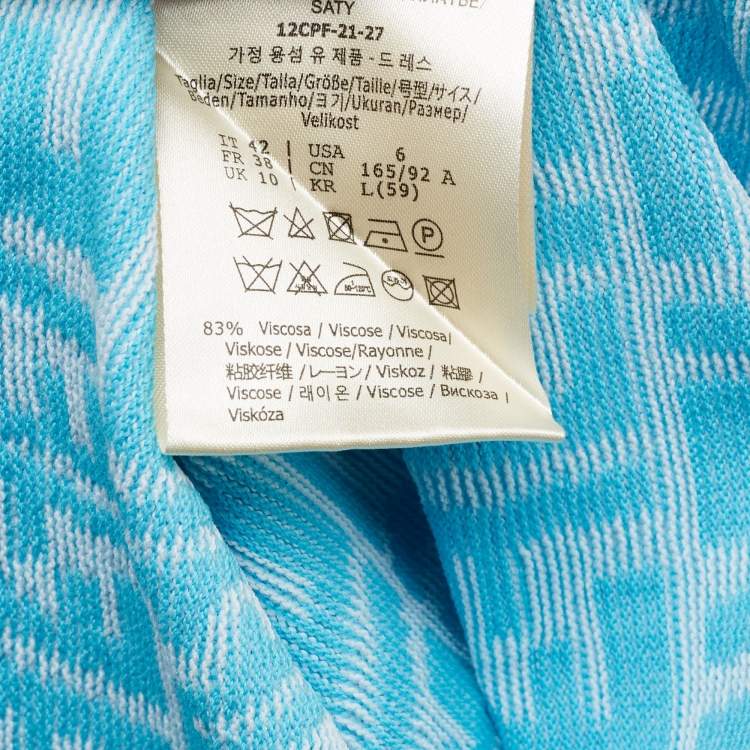 SATY
12CPF-21-27
가정 용섬 유 제품 - 드 레스
Taglia/Size/Talla/Größe/Taille/号型/サイズ/
Beden/Tamanho/크기/Ukuran/Размер/
Velikost
IT 42 | USA 6
FR 38 | CN 165/92 A
UK 10 | KR L(59)
P
83% Viscosa / Viscose / Viscosa/
Viskose / Viscose/Rayonne /
粘胶纤维 / レーヨン / Viskoz / 粘膠 /
Viscose / 래이 온 / Viscose / Вискоза /
Viskóza